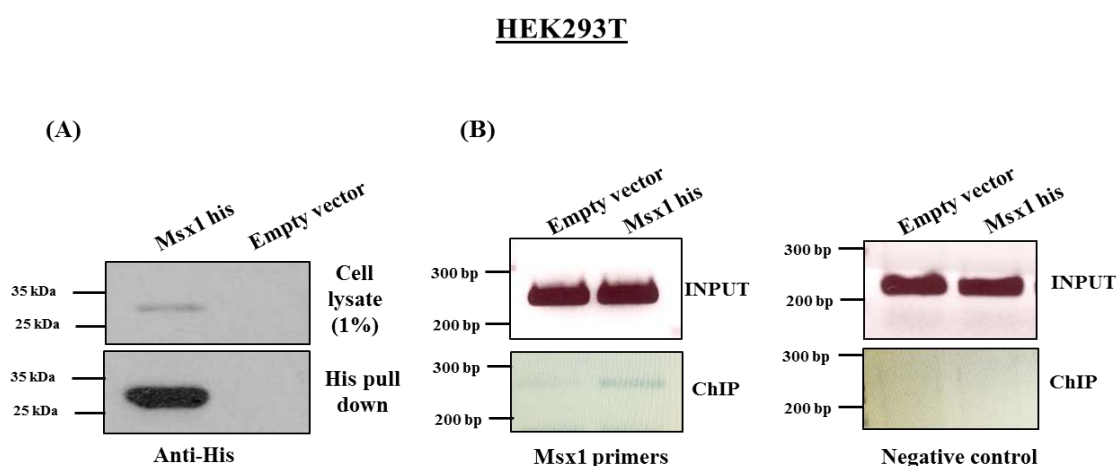 HEK293T
(A)
Msx1 his
Empty vector
35 kDa
25 kDa
Cell
lysate
(1%)
35 kDa
25 kDa
His pull
down
Anti-His
(B)
Empty vector
Msx1 his
300 bp
200 bp
INPUT
300 bp
200 bp
ChIP
Msx1 primers
Empty vector
Msx1 his
300 bp
200 bp
INPUT
300 bp
200 bp
ChIP
Negative control